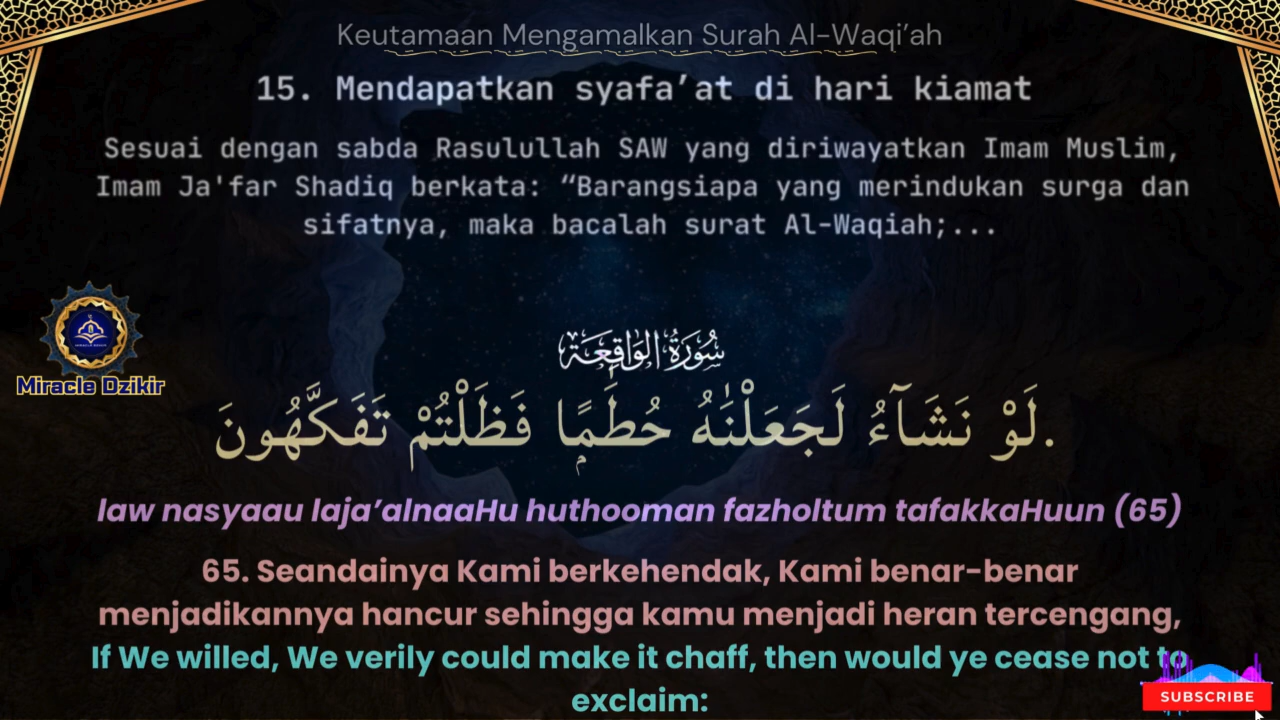 Keutamaan Mengamalkan Surah Al-Waqi’ah
15. Mendapatkan syafa’at di hari kiamat
Sesuai dengan sabda Rasulullah SAW yang diriwayatkan Imam Muslim,
Imam Ja'far Shadiq berkata: “Barangsiapa yang merindukan surga dan
sifatnya, maka bacalah surat Al-Waqiah;...
Miracle Dzikir
سُورَةُ الوَاقِعَة
لَوْ نَشَآءُ لَجَعَلْنَٰهُ حُطَٰمًۭا فَظَلْتُمْ تَفَكَّهُونَ.
law nasyaau laja’alnaaHu huthooman fazholtum tafakkaHuun (65)
65. Seandainya Kami berkehendak, Kami benar-benar
menjadikannya hancur sehingga kamu menjadi heran tercengang,
If We willed, We verily could make it chaff, then would ye cease not to
exclaim:
SUBSCRIBE